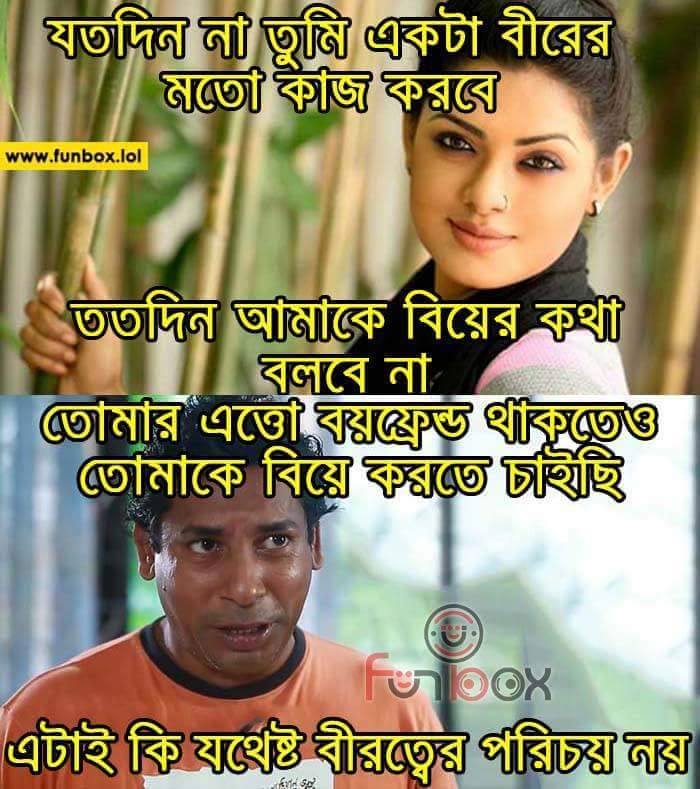 যতদিন না তুমি একটা বীরের
মতো কাজ করবে
www.funbox.lol
ততদিন আমাকে বিয়ের কথা
বলবে না
তোমার এত্তো বয়ফ্রেন্ড থাকতেও
তোমাকে বিয়ে করতে চাইছি
funbox
এটাই কি যথেষ্ট বীরত্বের পরিচয় নয়